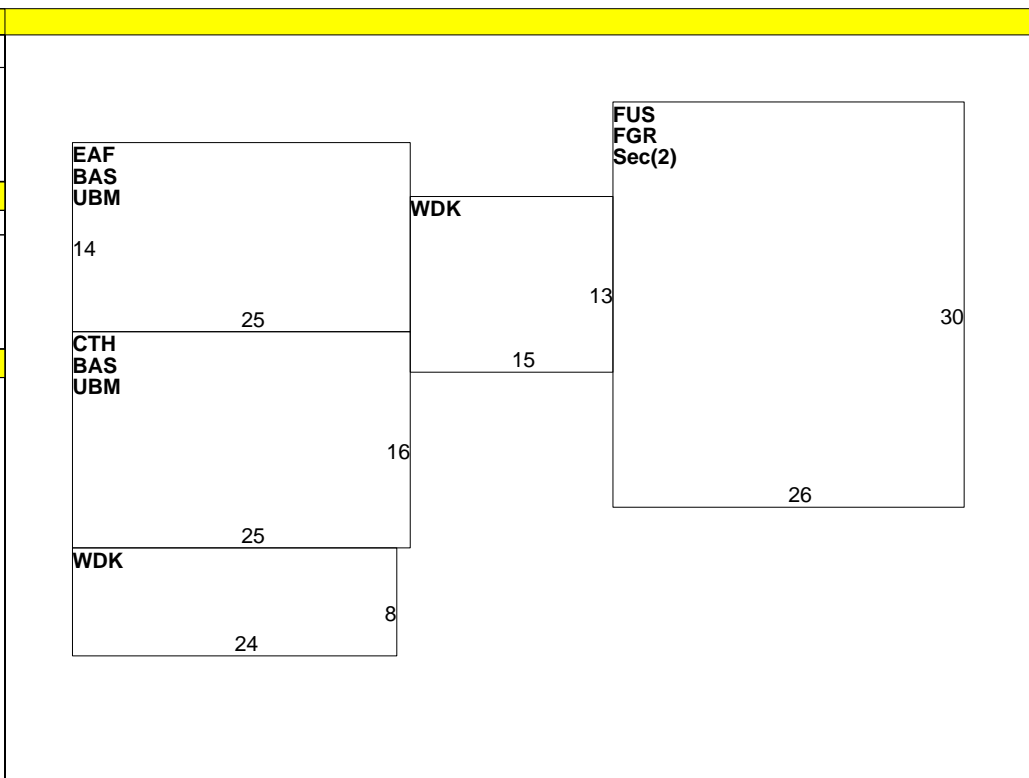 EAF
BAS
UBM
14
25
CTH
BAS
UBM
16
25
WDK
8
24
WDK
13
15
FUS
FGR
Sec(2)
30
26